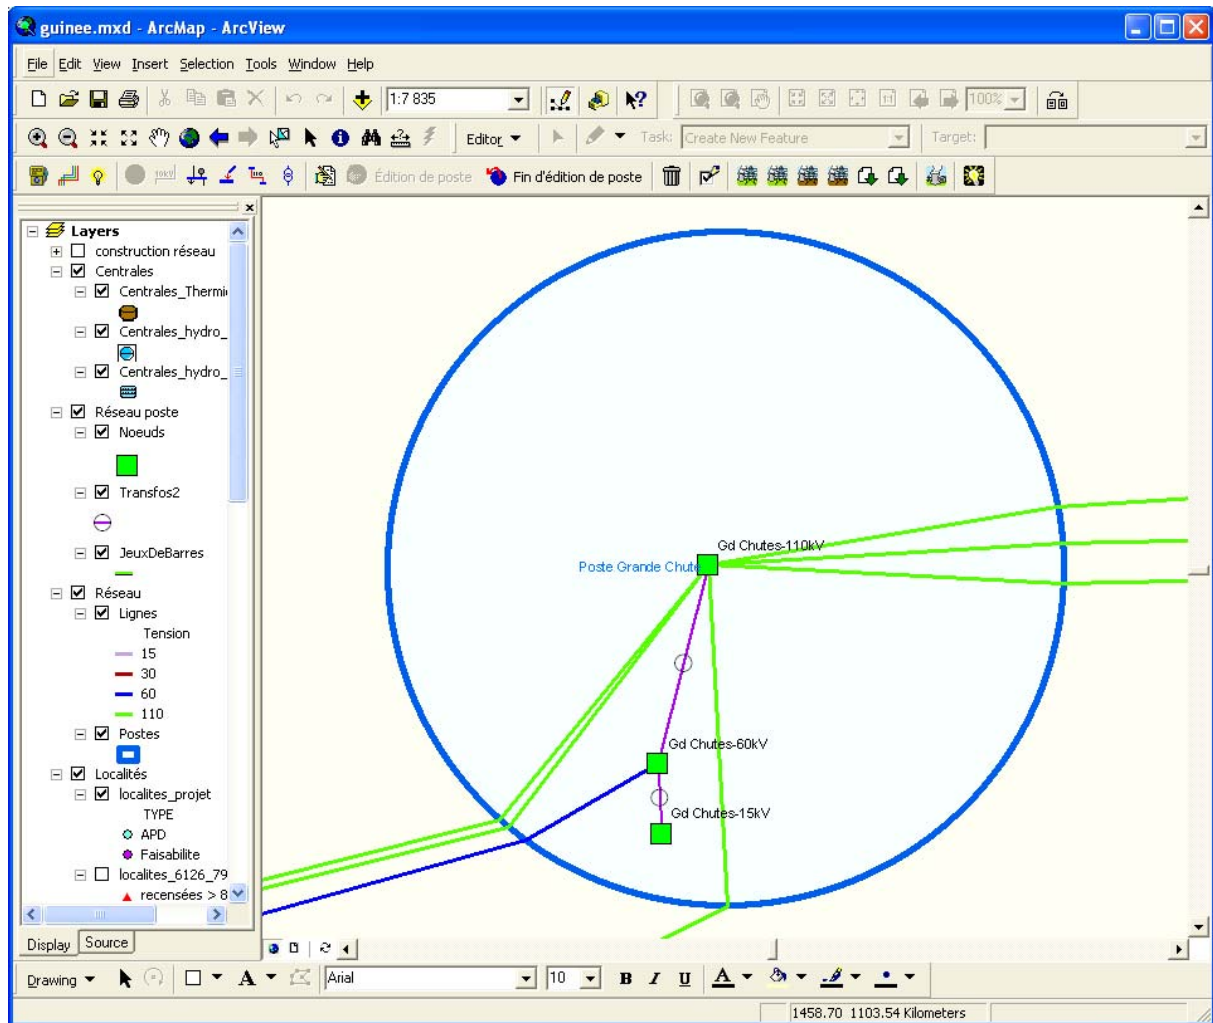 guinee.mxd - ArcMap - ArcView
File Edit View Insert Selection Tools Window Help
1:7 835
100%
Editor
Task: Create New Feature
Target:
Édition de poste
Fin d'édition de poste
Layers
construction réseau
Centrales
Centrales_Thermi
Centrales_hydro_
Centrales_hydro_
Réseau poste
Noeuds
Transfos2
JeuxDeBarres
Réseau
Lignes
Tension
15
30
60
110
Postes
Localités
localites_projet
TYPE
APD
Faisabilite
localites_6126_79
recensées > 8
Display Source
Gd Chutes-110kV
Poste Grande Chute
Gd Chutes-60kV
Gd Chutes-15kV
Drawing
A
Arial
10
B I U
A
1458.70 1103.54 Kilometers